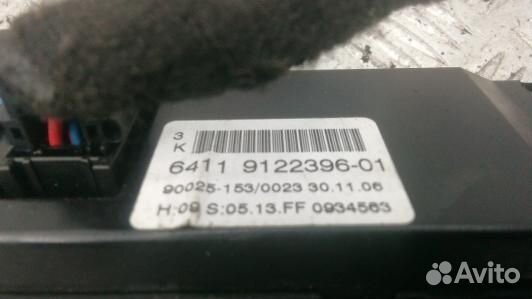 3
K
6411 9122396-01
90025-153/0023 30.11.06
H:09 S:05.13.FF 0934563
Avito